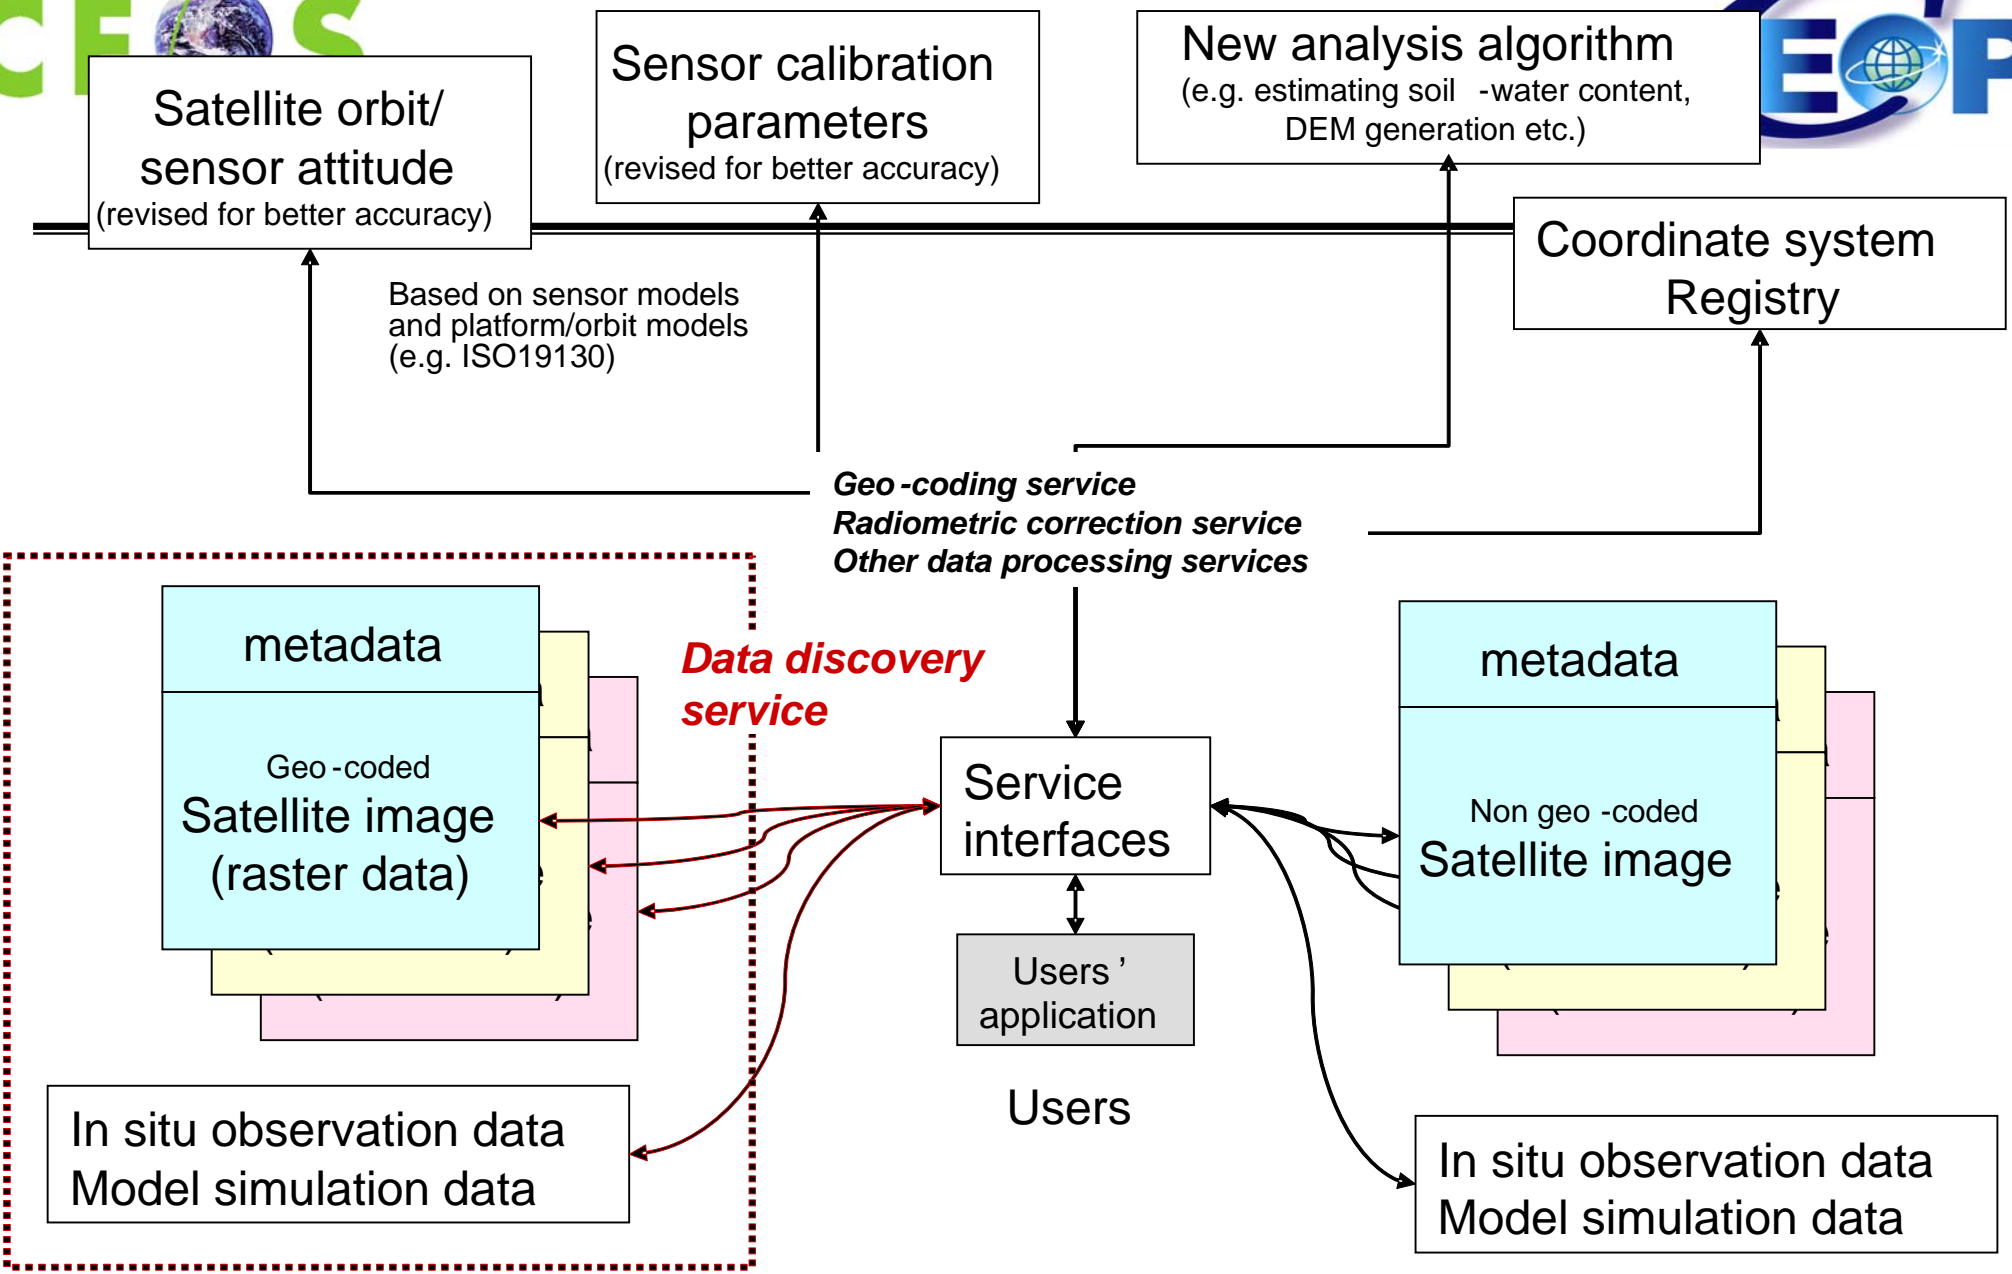 CEOS
EOP
Satellite orbit/
sensor attitude
(revised for better accuracy)
Sensor calibration
parameters
(revised for better accuracy)
New analysis algorithm
(e.g. estimating soil -water content,
DEM generation etc.)
Coordinate system
Registry
Based on sensor models
and platform/orbit models
(e.g. ISO19130)
Geo -coding service
Radiometric correction service
Other data processing services
metadata
Geo -coded
Satellite image
(raster data)
Data discovery
service
Service
interfaces
Users ’
application
Users
metadata
Non geo -coded
Satellite image
In situ observation data
Model simulation data
In situ observation data
Model simulation data